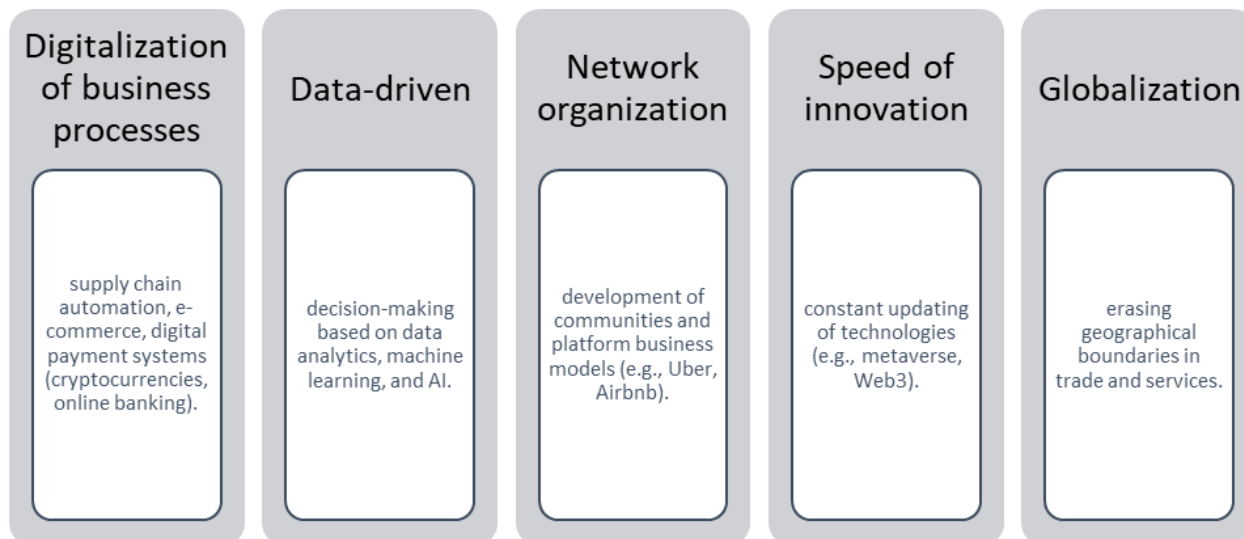 Digitalization
of business
processes
supply chain
automation, e-
commerce, digital
payment systems
(cryptocurrencies,
online banking).
Data-driven
decision-making
based on data
analytics, machine
learning, and AI.
Network
organization
development of
communities and
platform business
models (e.g., Uber,
Airbnb).
Speed of
innovation
constant updating
of technologies
(e.g., metaverse,
Web3).
Globalization
erasing
geographical
boundaries in
trade and services.